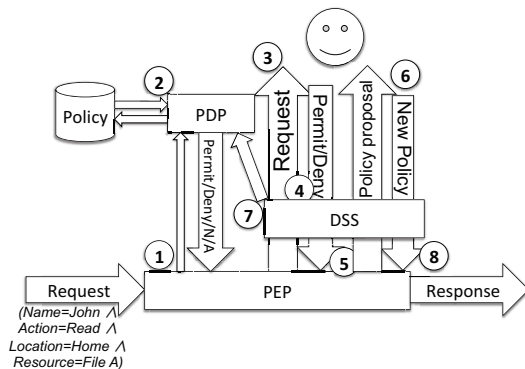 3
6
2
Policy
PDP
Request
Permit/Deny
Policy proposal
New Policy
Permit/Deny/N/A
4
7
DSS
1
5
8
Request
PEP
Response
(Name=John ∧
Action=Read ∧
Location=Home ∧
Resource=File A)